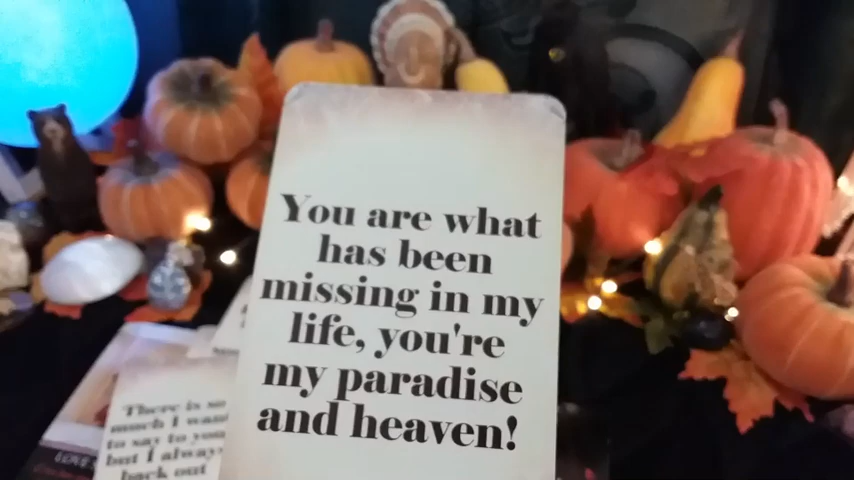 You are what
has been
missing in my
life, you're
my paradise
and heaven!
There is so
much I want
to say to you
but I always
back out